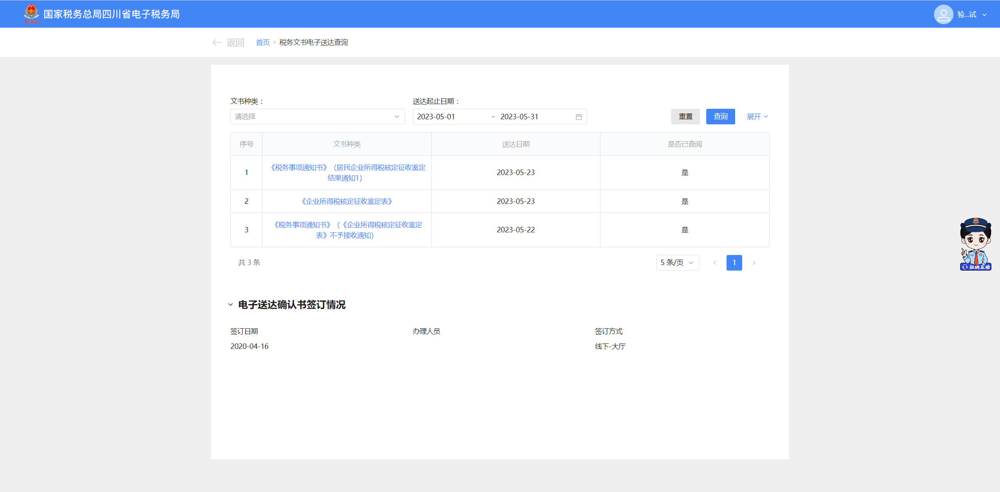 国家税务总局四川省电子税务局
验...试
返回 首页 > 税务文书电子送达查询
文书种类： 送达起止日期：
请选择 2023-05-01 - 2023-05-31 重置 查询 展开
序号 文书种类 送达日期 是否已查阅
1 《税务事项通知书》（居民企业所得税核定征收鉴定
结果通知1） 2023-05-23 是
2 《企业所得税核定征收鉴定表》 2023-05-23 是
3 《税务事项通知书》（《企业所得税核定征收鉴定
表》不予接收通知） 2023-05-22 是
征纳互动
共 3 条 5 条/页 < 1 >
电子送达确认书签订情况
签订日期 办理人员 签订方式
2020-04-16 线下-大厅